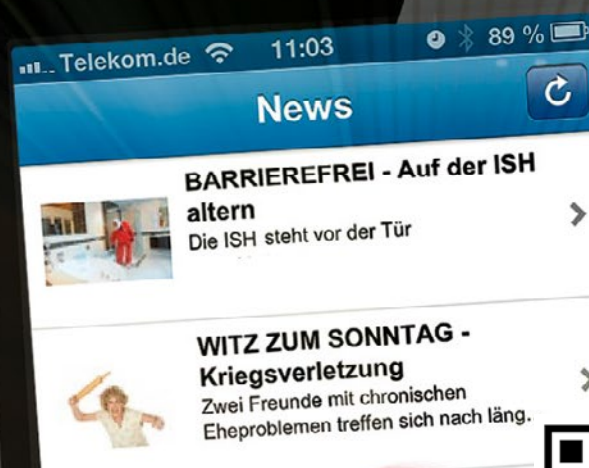 Telekom.de 11:03 89 %
News
BARRIEREFREI - Auf der ISH
altern
Die ISH steht vor der Tür
WITZ ZUM SONNTAG -
Kriegsverletzung
Zwei Freunde mit chronischen
Eheproblemen treffen sich nach läng.